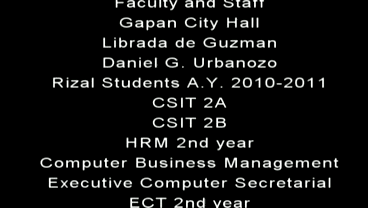 Faculty and Staff
Gapan City Hall
Librada de Guzman
Daniel G. Urbanozo
Rizal Students A.Y. 2010-2011
CSIT 2A
CSIT 2B
HRM 2nd year
Computer Business Management
Executive Computer Secretarial
ECT 2nd year